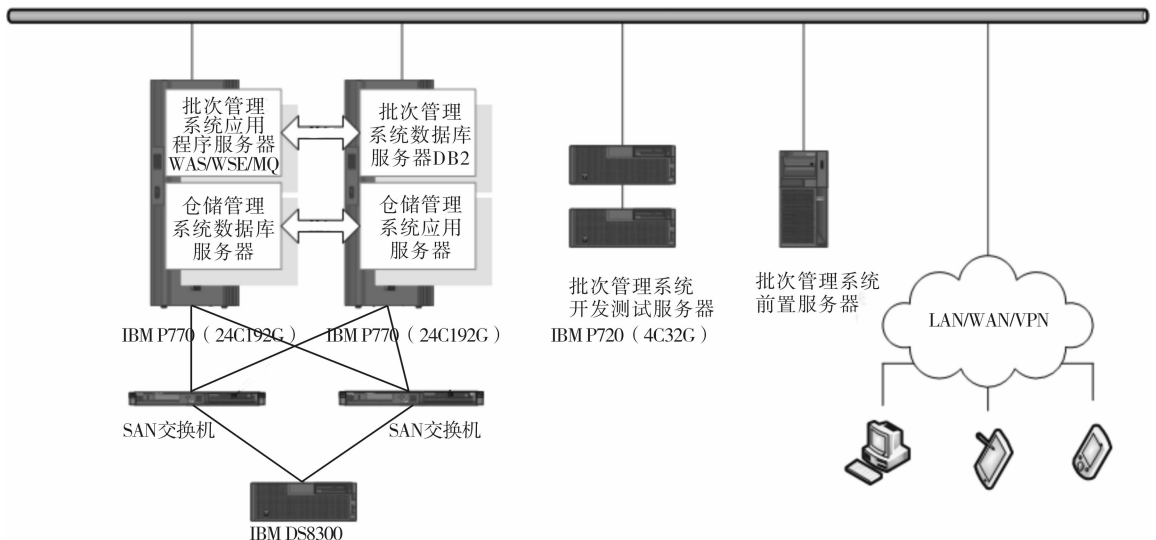 批次管理
系统应用
程序服务器
WAS/WSE/MQ
批次管理
系统数据库
服务器DB2
仓储管理
系统数据库
服务器
仓储管理
系统应用
服务器
IBM P770（24C192G）
IBM P770（24C192G）
批次管理系统
开发测试服务器
IBM P720（4C32G）
批次管理系统
前置服务器
LAN/WAN/VPN
SAN交换机
SAN交换机
IBM DS8300